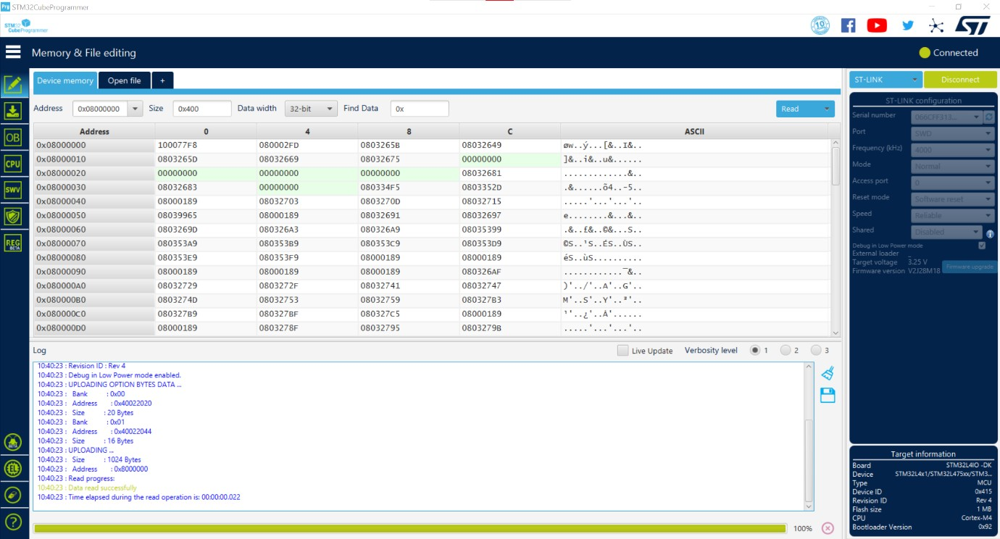 Prg STM32CubeProgrammer
STM32
CubeProgrammer
10
Memory & File editing
Connected
Device memory Open file +
Address 0x08000000 Size 0x400 Data width 32-bit Find Data 0x Read
Address 0 4 8 C ASCII
0x08000000 100077F8 080002FD 0803265B 08032649 øw..ý...[&..I&..
0x08000010 0803265D 08032669 08032675 00000000 ]&..i&..u&......
0x08000020 00000000 00000000 00000000 08032681 .............&..
0x08000030 08032683 00000000 080334F5 0803352D .&......õ4..-5..
0x08000040 08000189 08032703 0803270D 08032715 .....'...'...'..
0x08000050 08039965 08000189 08032691 08032697 e........&...&..
0x08000060 0803269D 080326A3 080326A9 08035399 .&..£&..©&...S..
0x08000070 080353A9 080353B9 080353C9 080353D9 ©S..¹S..ÉS..ÙS..
0x08000080 080353E9 080353F9 08000189 08000189 éS..ùS..........
0x08000090 08000189 08000189 08000189 080326AF ............¯&..
0x080000A0 08032729 0803272F 08032741 08032747 )'../'..A'..G'..
0x080000B0 0803274D 08032753 08032759 080327B3 M'..S'..Y'..³'..
0x080000C0 080327B9 080327BF 080327C5 08000189 ¹'..¿'..Å'......
0x080000D0 08000189 0803278F 08032795 0803279B .....'...'...'..
Log Live Update Verbosity level 1 2 3
10:40:23 : Revision ID : Rev 4
10:40:23 : Debug in Low Power mode enabled.
10:40:23 : UPLOADING OPTION BYTES DATA ...
10:40:23 : Bank : 0x00
10:40:23 : Address : 0x40022020
10:40:23 : Size : 20 Bytes
10:40:23 : Bank : 0x01
10:40:23 : Address : 0x40022044
10:40:23 : Size : 16 Bytes
10:40:23 : UPLOADING ...
10:40:23 : Size : 1024 Bytes
10:40:23 : Address : 0x8000000
10:40:23 : Read progress:
10:40:23 : Data read successfully
10:40:23 : Time elapsed during the read operation is: 00:00:00.022
100%
OB
CPU
SWV
REG
BETA
BETA
EL
?
ST-LINK Disconnect
ST-LINK configuration
Serial number 066CFF313...
Port SWD
Frequency (kHz) 4000
Mode Normal
Access port 0
Reset mode Software reset
Speed Reliable
Shared Disabled
Debug in Low Power mode
External loader _
Target voltage 3.25 V
Firmware version V2J28M18 Firmware upgrade
Target information
Board STM32L4IO -DK
Device STM32L4x1/STM32L475xx/STM3...
Type MCU
Device ID 0x415
Revision ID Rev 4
Flash size 1 MB
CPU Cortex-M4
Bootloader Version 0x92